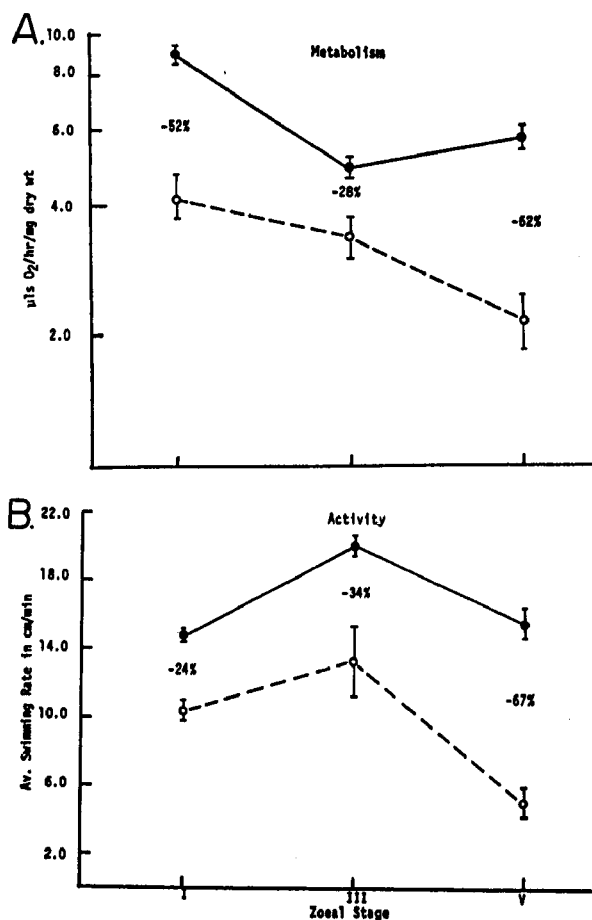 A.
10.0
Metabolism
8.0
-52%
6.0
-28%
-62%
4.0
2.0
µls O2/hr/mg dry wt
B.
22.0
Activity
18.0
-34%
14.0
-24%
-67%
10.0
6.0
2.0
Av. Swimming Rate in cm/min
I III V
Zoeal Stage